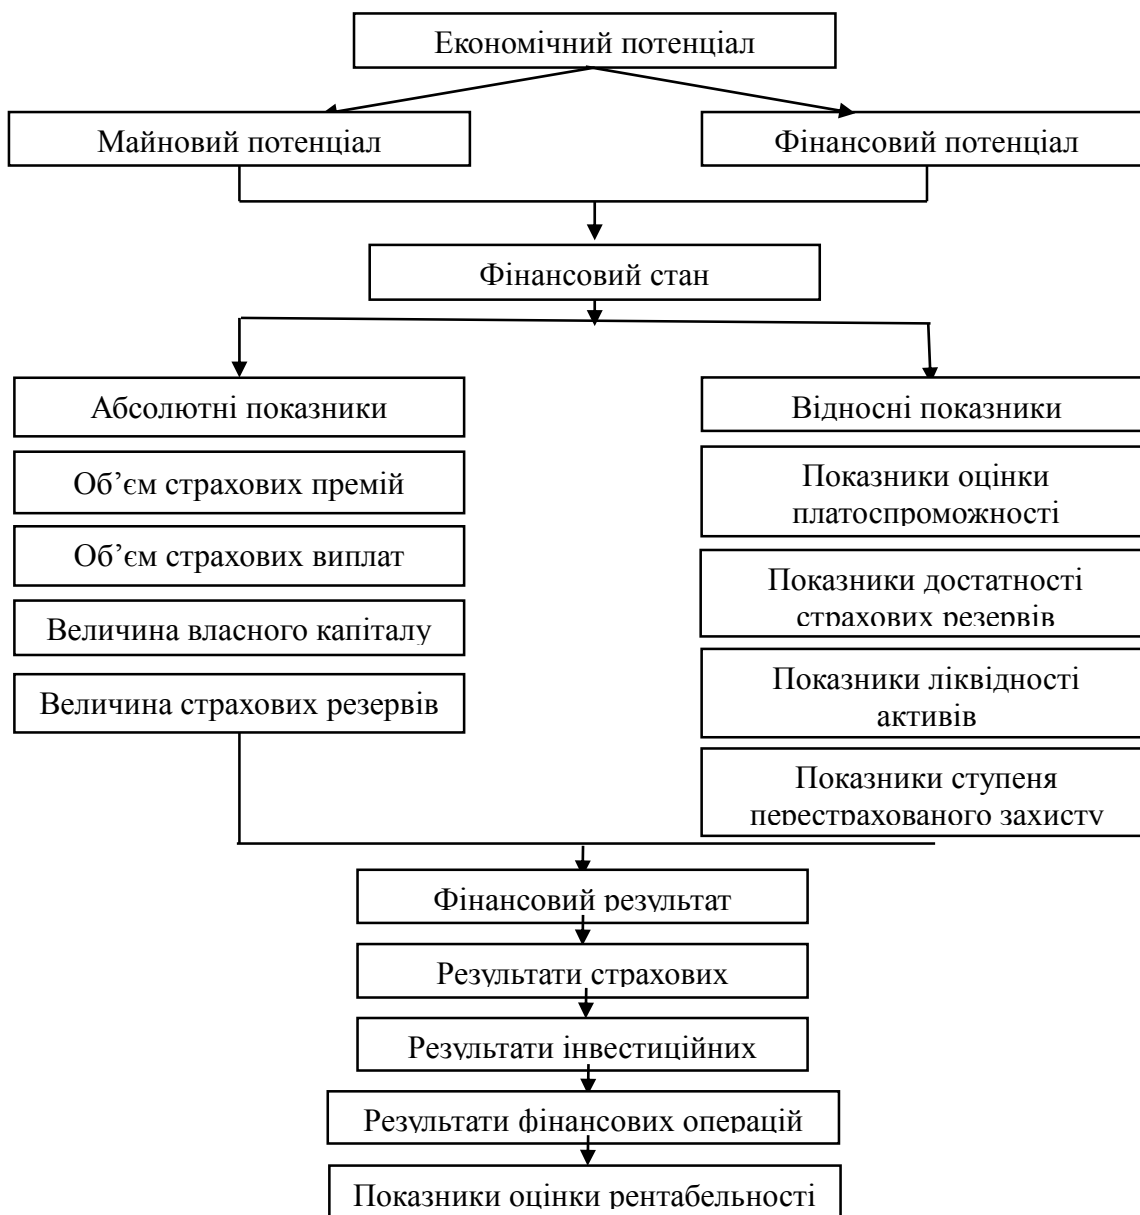 Економічний потенціал
Майновий потенціал
Фінансовий потенціал
Фінансовий стан
Абсолютні показники
Об’єм страхових премій
Об’єм страхових виплат
Величина власного капіталу
Величина страхових резервів
Відносні показники
Показники оцінки
платоспроможності
Показники достатності
страхових резервів
Показники ліквідності
активів
Показники ступеня
перестрахованого захисту
Фінансовий результат
Результати страхових
Результати інвестиційних
Результати фінансових операцій
Показники оцінки рентабельності